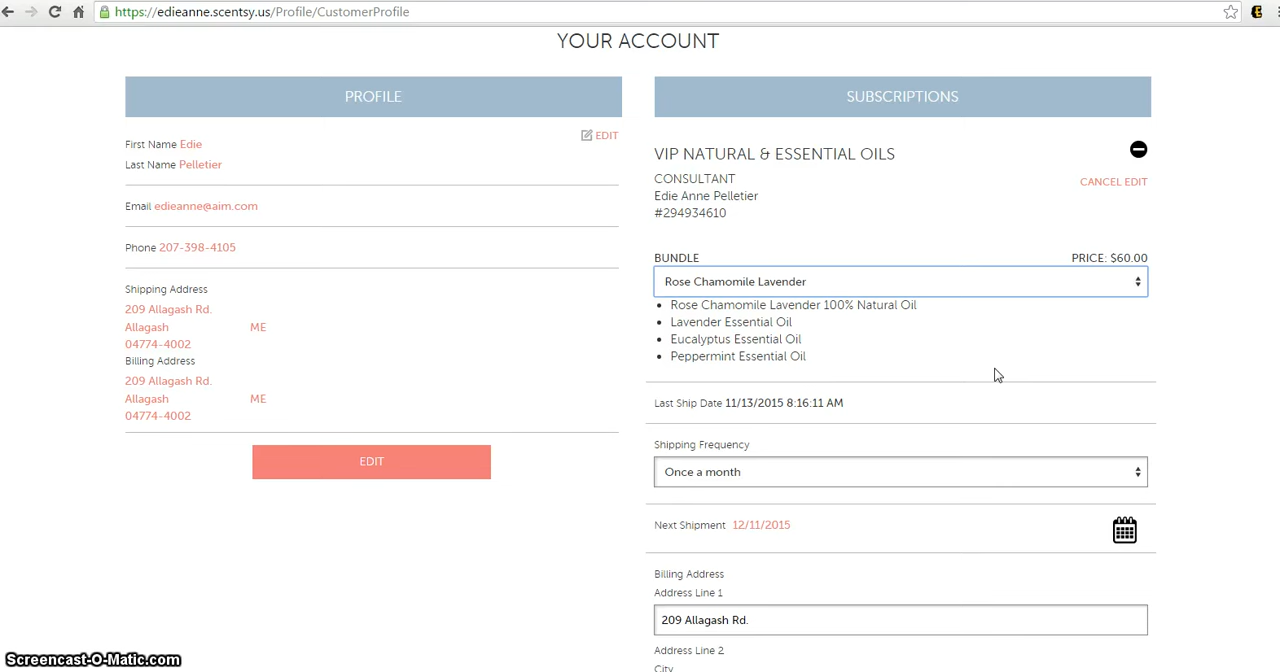 https://edieanne.scentsy.us/Profile/CustomerProfile
YOUR ACCOUNT
PROFILE
EDIT
First Name Edie
Last Name Pelletier
Email edieanne@aim.com
Phone 207-398-4105
Shipping Address
209 Allagash Rd.
Allagash ME
04774-4002
Billing Address
209 Allagash Rd.
Allagash ME
04774-4002
EDIT
SUBSCRIPTIONS
VIP NATURAL & ESSENTIAL OILS
CONSULTANT
CANCEL EDIT
Edie Anne Pelletier
#294934610
BUNDLE PRICE: $60.00
Rose Chamomile Lavender
• Rose Chamomile Lavender 100% Natural Oil
• Lavender Essential Oil
• Eucalyptus Essential Oil
• Peppermint Essential Oil
Last Ship Date 11/13/2015 8:16:11 AM
Shipping Frequency
Once a month
Next Shipment 12/11/2015
Billing Address
Address Line 1
209 Allagash Rd.
Address Line 2
City
Screencast-O-Matic.com